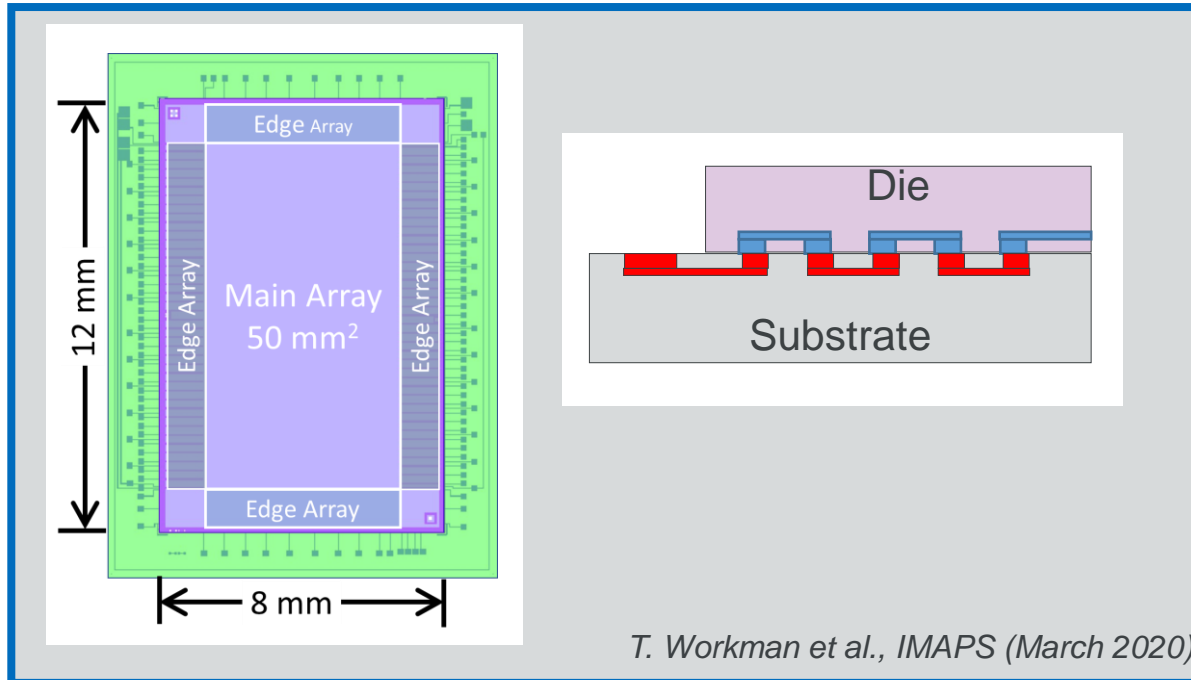 Edge Array
Edge Array
Main Array
50 mm²
Edge Array
Edge Array
12 mm
8 mm
Die
Substrate
T. Workman et al., IMAPS (March 2020)